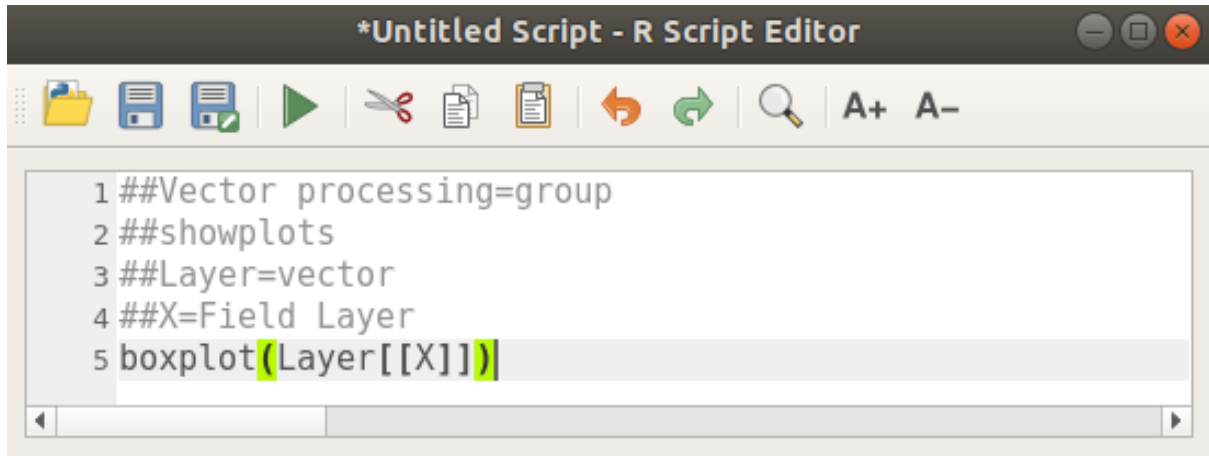 *Untitled Script - R Script Editor
A+ A-
1 ##Vector processing=group
2 ##showplots
3 ##Layer=vector
4 ##X=Field Layer
5 boxplot(Layer[[X]])